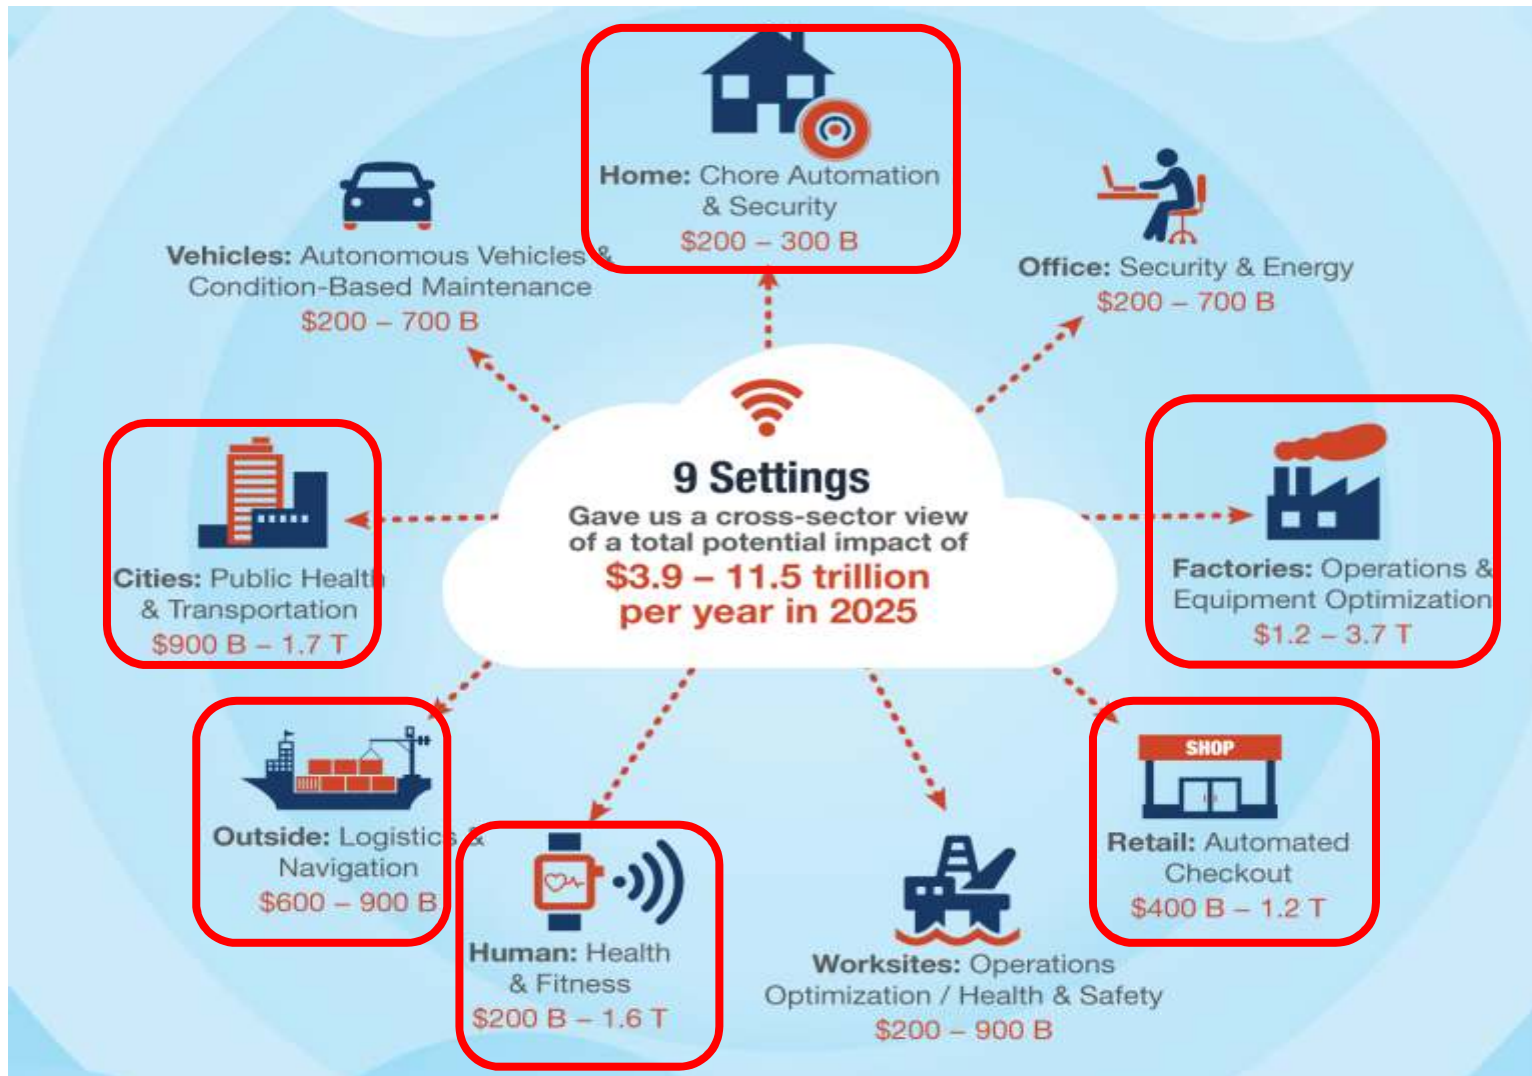 Home: Chore Automation
& Security
$200 – 300 B
Vehicles: Autonomous Vehicles &
Condition-Based Maintenance
$200 – 700 B
Office: Security & Energy
$200 – 700 B
9 Settings
Gave us a cross-sector view
of a total potential impact of
$3.9 – 11.5 trillion
per year in 2025
Cities: Public Health
& Transportation
$900 B – 1.7 T
Factories: Operations &
Equipment Optimization
$1.2 – 3.7 T
Outside: Logistics &
Navigation
$600 – 900 B
Human: Health
& Fitness
$200 B – 1.6 T
Worksites: Operations
Optimization / Health & Safety
$200 – 900 B
SHOP
Retail: Automated
Checkout
$400 B – 1.2 T